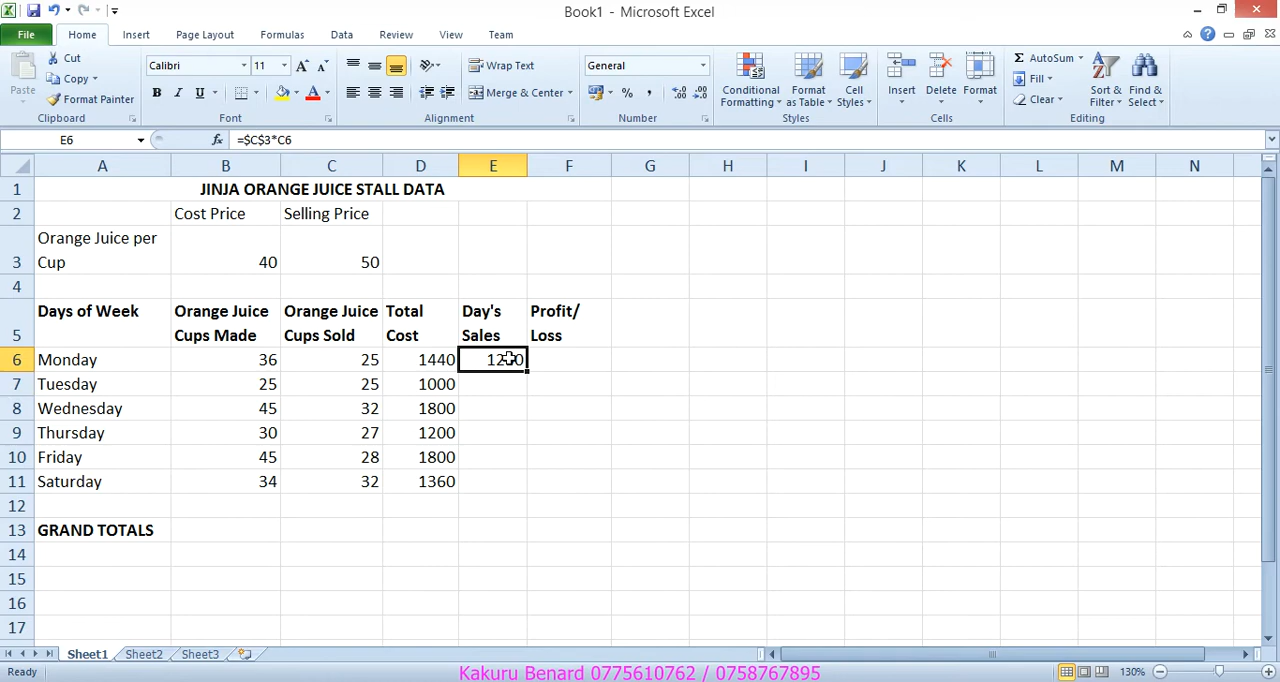 Book1 - Microsoft Excel
File Home Insert Page Layout Formulas Data Review View Team
Paste Cut Copy Format Painter
Calibri 11 A A
B I U A
Wrap Text Merge & Center
General % ,
Conditional Formatting Format as Table Cell Styles
Insert Delete Format
Σ AutoSum Fill Clear Sort & Filter Find & Select
Clipboard Font Alignment Number Styles Cells Editing
E6 fx =$C$3*C6
A B C D E F G H I J K L M N
1 JINJA ORANGE JUICE STALL DATA
2 Cost Price Selling Price
Orange Juice per
3 Cup 40 50
4
Days of Week Orange Juice Orange Juice Total Day's Profit/
5 Cups Made Cups Sold Cost Sales Loss
6 Monday 36 25 1440 1250
7 Tuesday 25 25 1000
8 Wednesday 45 32 1800
9 Thursday 30 27 1200
10 Friday 45 28 1800
11 Saturday 34 32 1360
12
13 GRAND TOTALS
14
15
16
17
Sheet1 Sheet2 Sheet3
Ready Kakuru Benard 0775610762 / 0758767895 130%